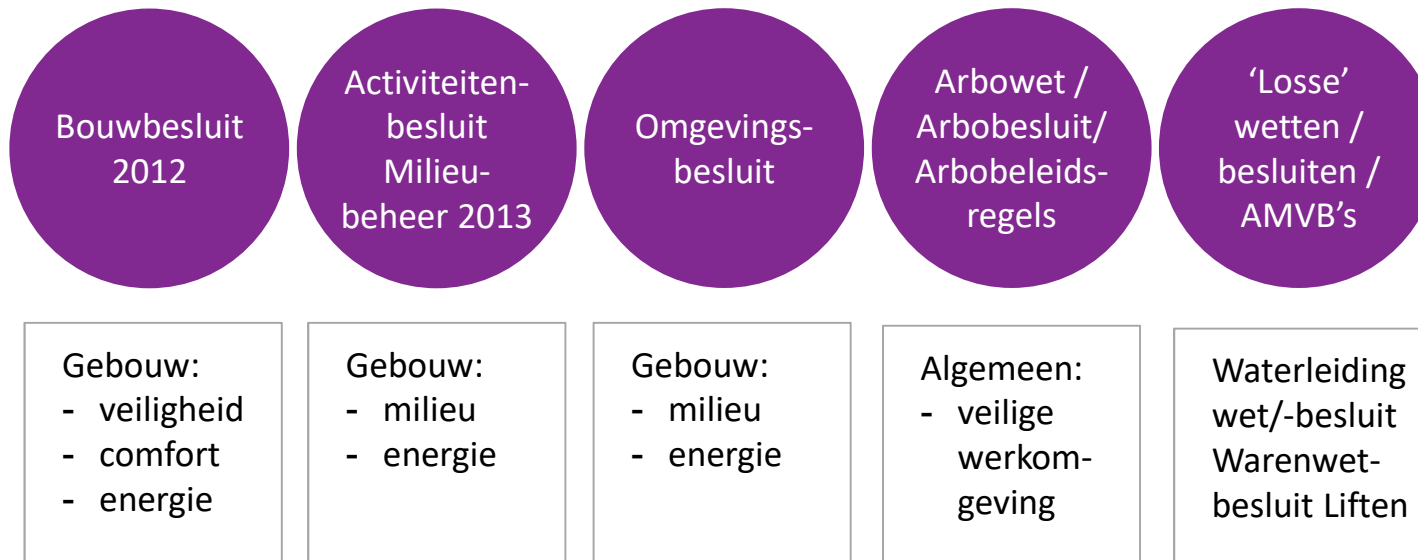 Bouwbesluit
2012
Activiteiten-
besluit
Milieu-
beheer 2013
Omgevings-
besluit
Arbowet /
Arbobesluit/
Arbobeleids-
regels
‘Losse’
wetten /
besluiten /
AMVB’s
Gebouw:
- veiligheid
- comfort
- energie
Gebouw:
- milieu
- energie
Gebouw:
- milieu
- energie
Algemeen:
- veilige
werkom-
geving
Waterleiding
wet/-besluit
Warenwet-
besluit Liften